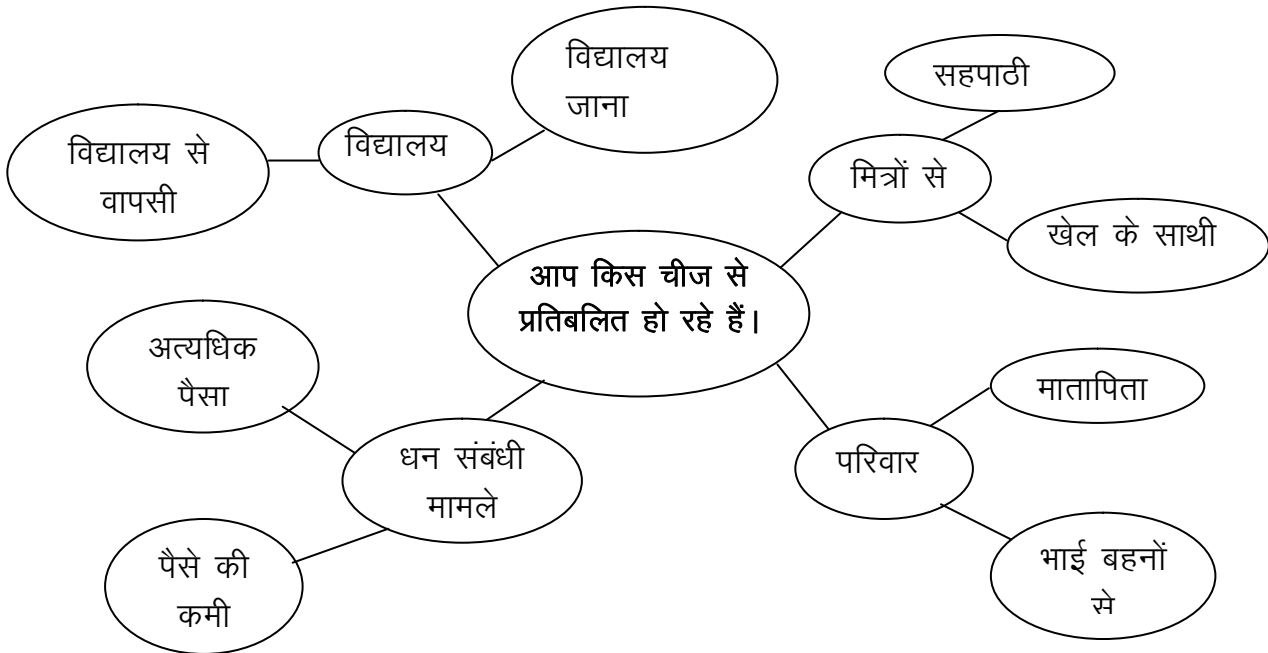 विद्यालय
जाना
सहपाठी
विद्यालय
विद्यालय से
वापसी
मित्रों से
खेल के साथी
आप किस चीज से
प्रतिबलित हो रहे हैं।
अत्यधिक
पैसा
मातापिता
धन संबंधी
मामले
परिवार
पैसे की
कमी
भाई बहनों
से